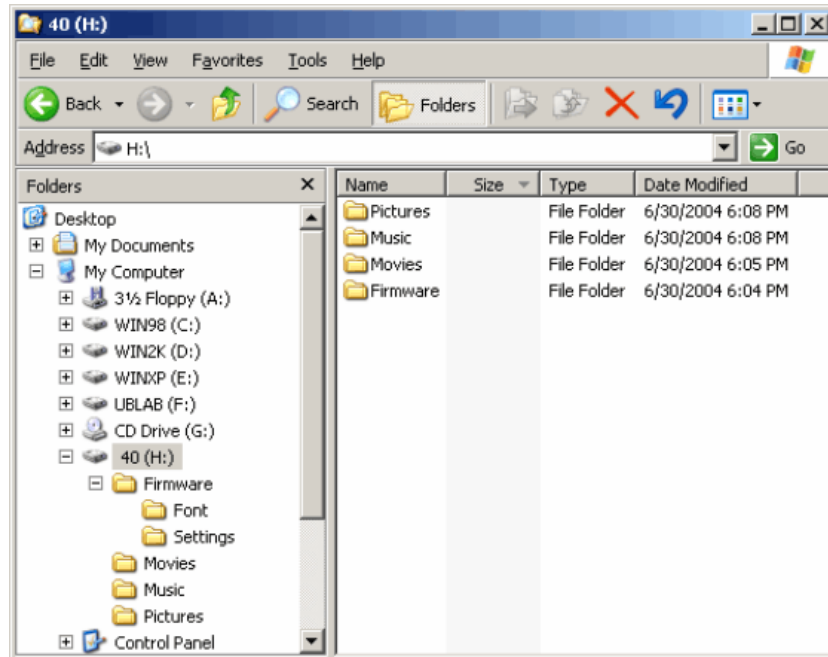 40 (H:)
File Edit View Favorites Tools Help
Back Search Folders
Address H:\ Go
Folders
Desktop
My Documents
My Computer
3½ Floppy (A:)
WIN98 (C:)
WIN2K (D:)
WINXP (E:)
UBLAB (F:)
CD Drive (G:)
40 (H:)
Firmware
Font
Settings
Movies
Music
Pictures
Control Panel
Name Size Type Date Modified
Pictures File Folder 6/30/2004 6:08 PM
Music File Folder 6/30/2004 6:08 PM
Movies File Folder 6/30/2004 6:05 PM
Firmware File Folder 6/30/2004 6:04 PM